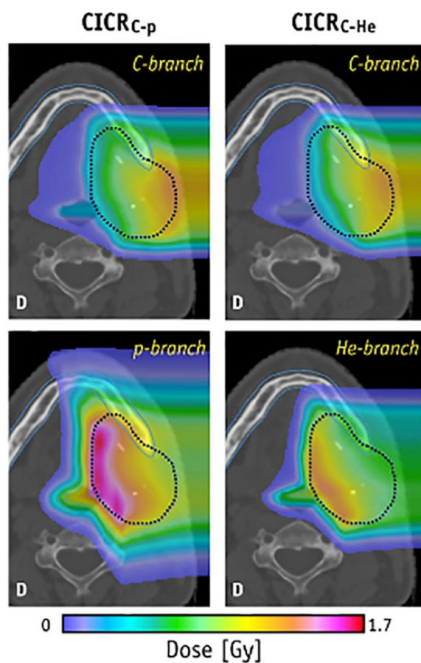 CICRC-p
CICRC-He
C-branch
C-branch
D
D
p-branch
He-branch
D
D
0
1.7
Dose [Gy]